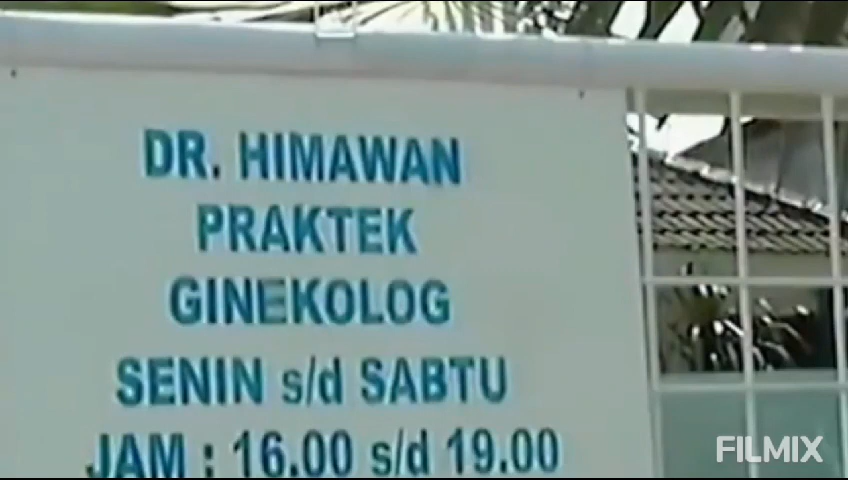 DR. HIMAWAN
PRAKTEK
GINEKOLOG
SENIN s/d SABTU
JAM : 16.00 s/d 19.00
FILMIX